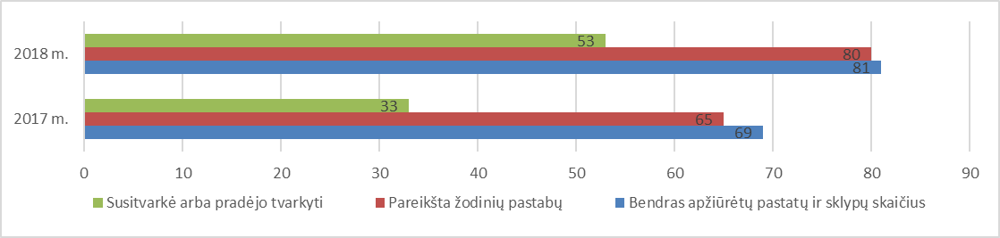 2018 m.
53
80
81
2017 m.
33
65
69
0 10 20 30 40 50 60 70 80 90
Susitvarkė arba pradėjo tvarkyti Pareikšta žodinių pastabų Bendras apžiūrėtų pastatų ir sklypų skaičius